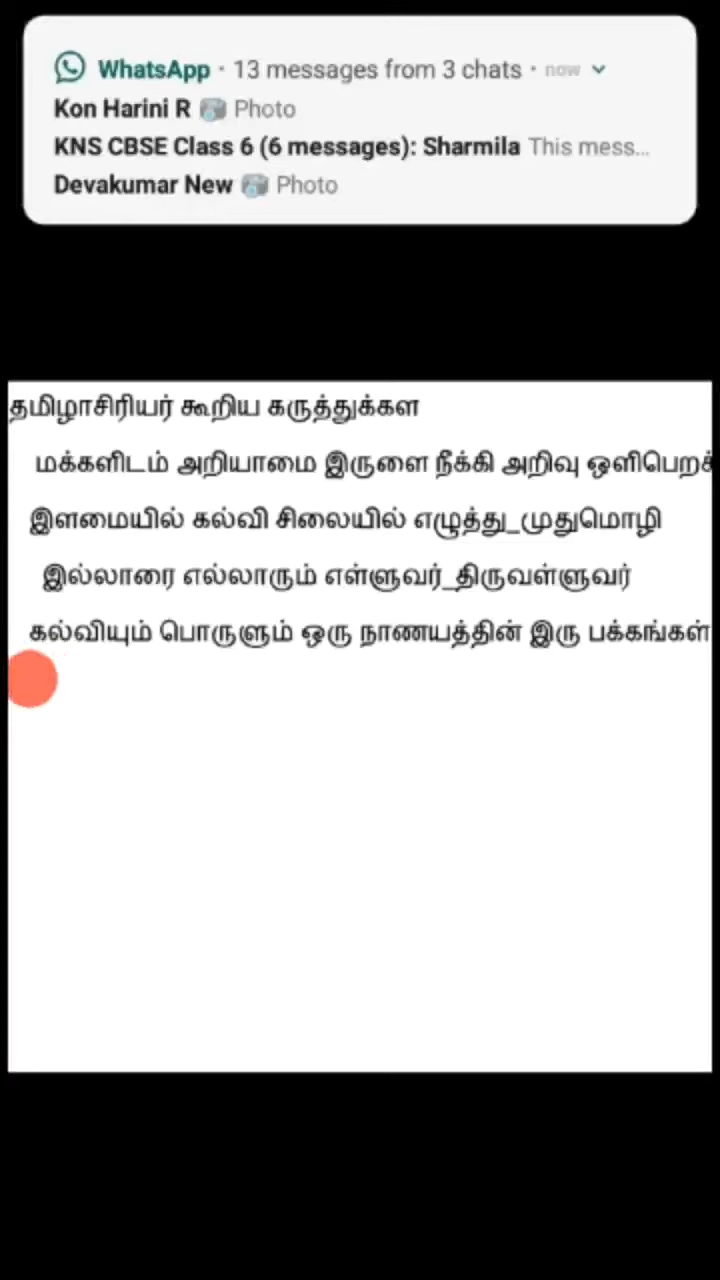 WhatsApp · 13 messages from 3 chats · now
Kon Harini R 📷 Photo
KNS CBSE Class 6 (6 messages): Sharmila This mess...
Devakumar New 📷 Photo
தமிழாசிரியர் கூறிய கருத்துக்கள
மக்களிடம் அறியாமை இருளை நீக்கி அறிவு ஒளிபெறச்
இளமையில் கல்வி சிலையில் எழுத்து_முதுமொழி
இல்லாரை எல்லாரும் எள்ளுவர்_திருவள்ளுவர்
கல்வியும் பொருளும் ஒரு நாணயத்தின் இரு பக்கங்கள்